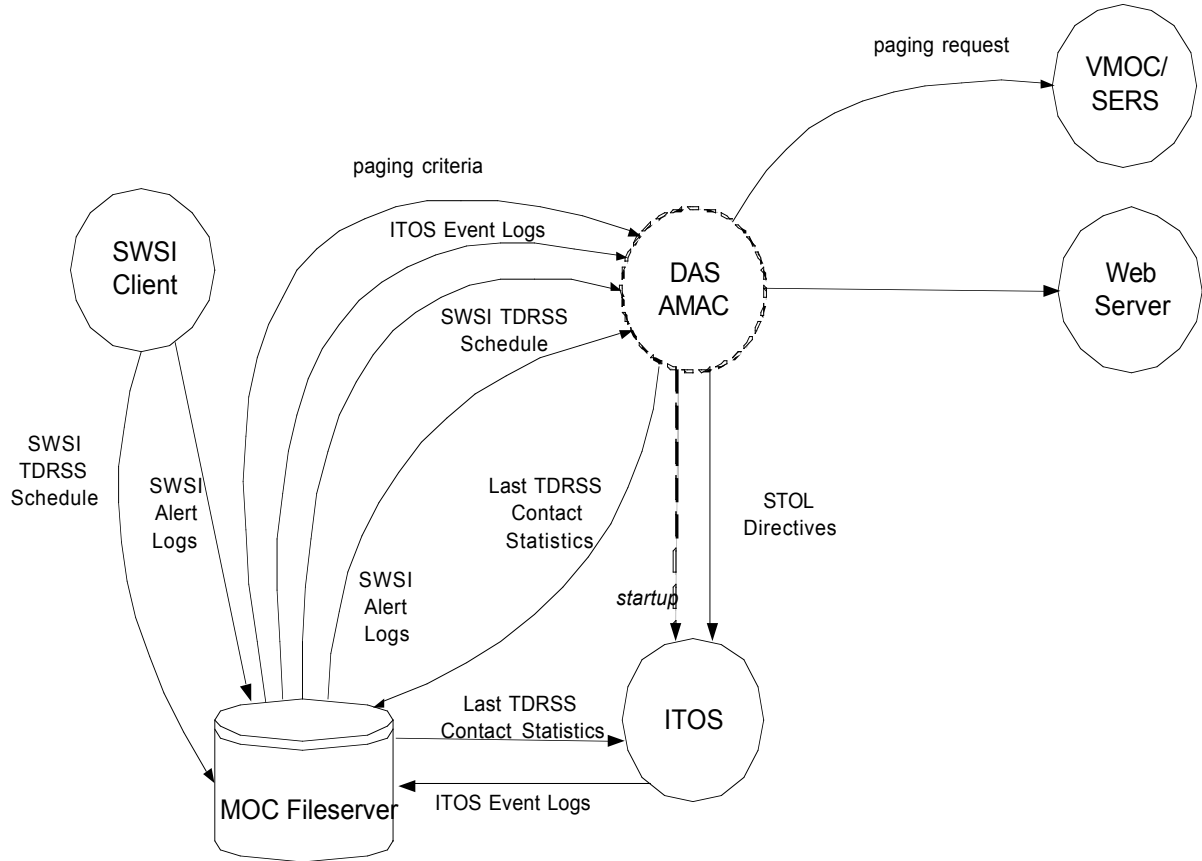 paging request
VMOC/
SERS
paging criteria
ITOS Event Logs
SWSI
Client
DAS
AMAC
Web
Server
SWSI TDRSS
Schedule
SWSI
TDRSS
Schedule
SWSI
Alert
Logs
Last TDRSS
Contact
Statistics
STOL
Directives
SWSI
Alert
Logs
startup
Last TDRSS
Contact Statistics
ITOS
MOC Fileserver
ITOS Event Logs